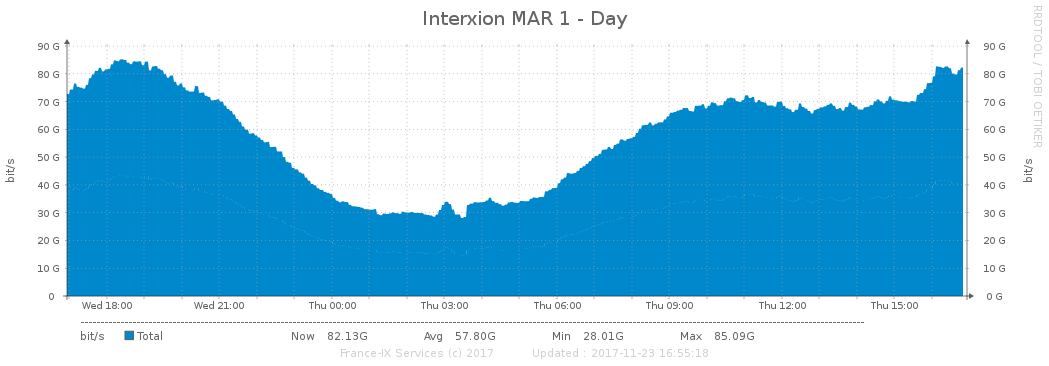 Interxion MAR 1 - Day
RRDTOOL / TOBI OETIKER
bit/s
bit/s
90 G 90 G
80 G 80 G
70 G 70 G
60 G 60 G
50 G 50 G
40 G 40 G
30 G 30 G
20 G 20 G
10 G 10 G
0 0 G
Wed 18:00 Wed 21:00 Thu 00:00 Thu 03:00 Thu 06:00 Thu 09:00 Thu 12:00 Thu 15:00
bit/s Total Now 82.13G Avg 57.80G Min 28.01G Max 85.09G
France-IX Services (c) 2017 Updated : 2017-11-23 16:55:18